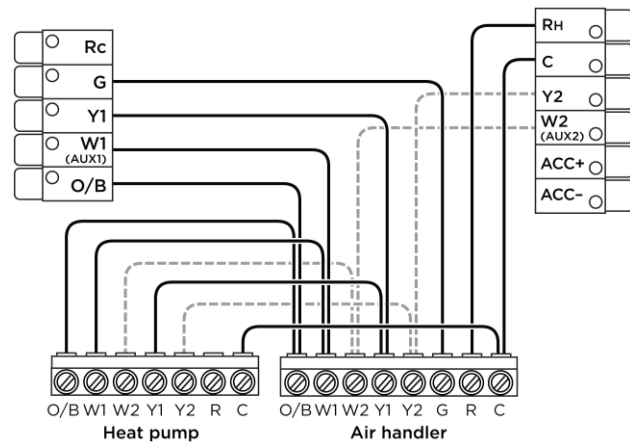 Rc
G
Y1
W1
(AUX1)
O/B
RH
C
Y2
W2
(AUX2)
ACC+
ACC−
O/B W1 W2 Y1 Y2 R C
O/B W1 W2 Y1 Y2 G R C
Heat pump
Air handler